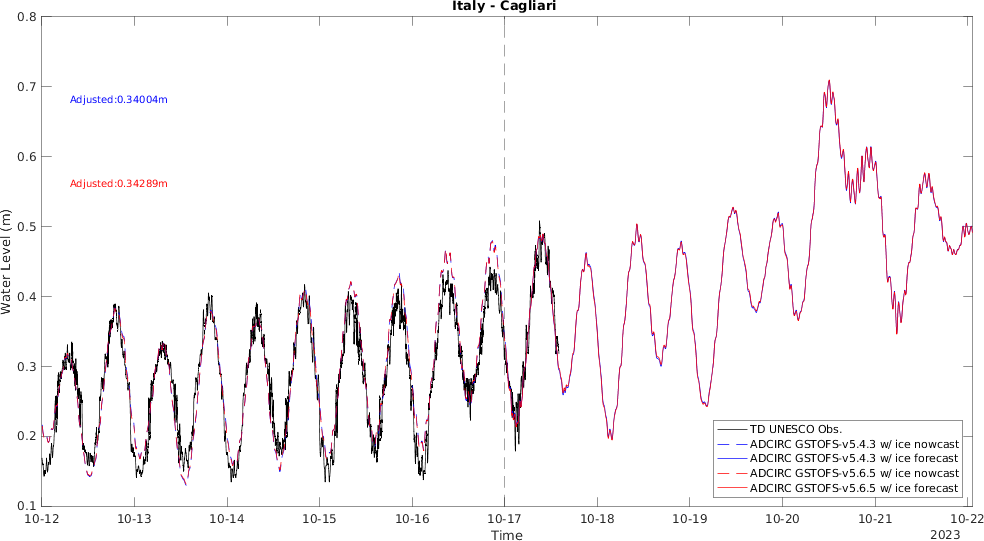 Italy - Cagliari
0.8
0.7
0.6
0.5
0.4
0.3
0.2
0.1
Water Level (m)
Adjusted:0.34004m
Adjusted:0.34289m
TD UNESCO Obs.
ADCIRC GSTOFS-v5.4.3 w/ ice nowcast
ADCIRC GSTOFS-v5.4.3 w/ ice forecast
ADCIRC GSTOFS-v5.6.5 w/ ice nowcast
ADCIRC GSTOFS-v5.6.5 w/ ice forecast
10-12 10-13 10-14 10-15 10-16 10-17 10-18 10-19 10-20 10-21 10-22
Time
2023